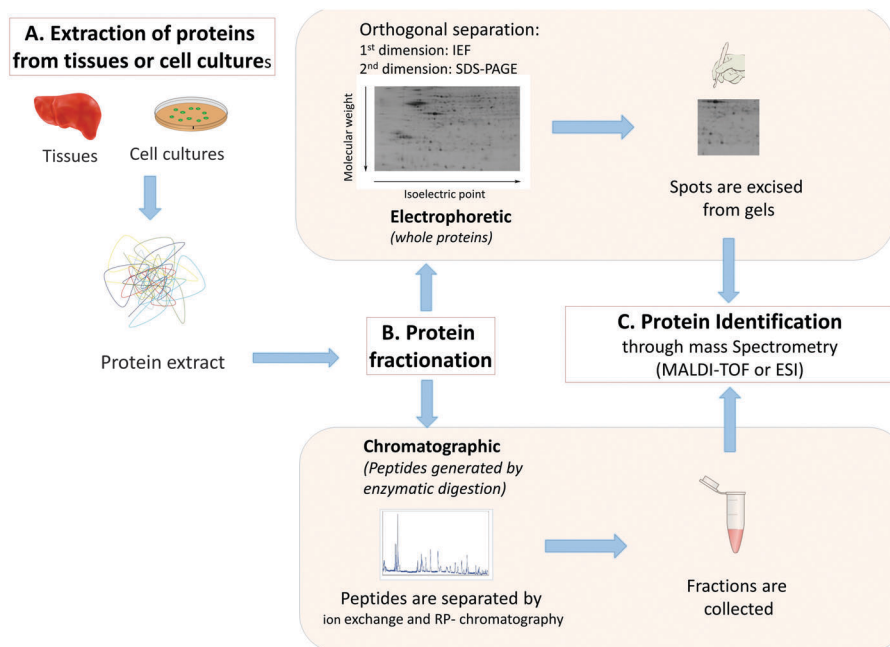 A. Extraction of proteins
from tissues or cell cultures
Tissues
Cell cultures
Protein extract
B. Protein
fractionation
Orthogonal separation:
1st dimension: IEF
2nd dimension: SDS-PAGE
Molecular weight
Isoelectric point
Electrophoretic
(whole proteins)
Spots are excised
from gels
Chromatographic
(Peptides generated by
enzymatic digestion)
Peptides are separated by
ion exchange and RP- chromatography
Fractions are
collected
C. Protein Identification
through mass Spectrometry
(MALDI-TOF or ESI)